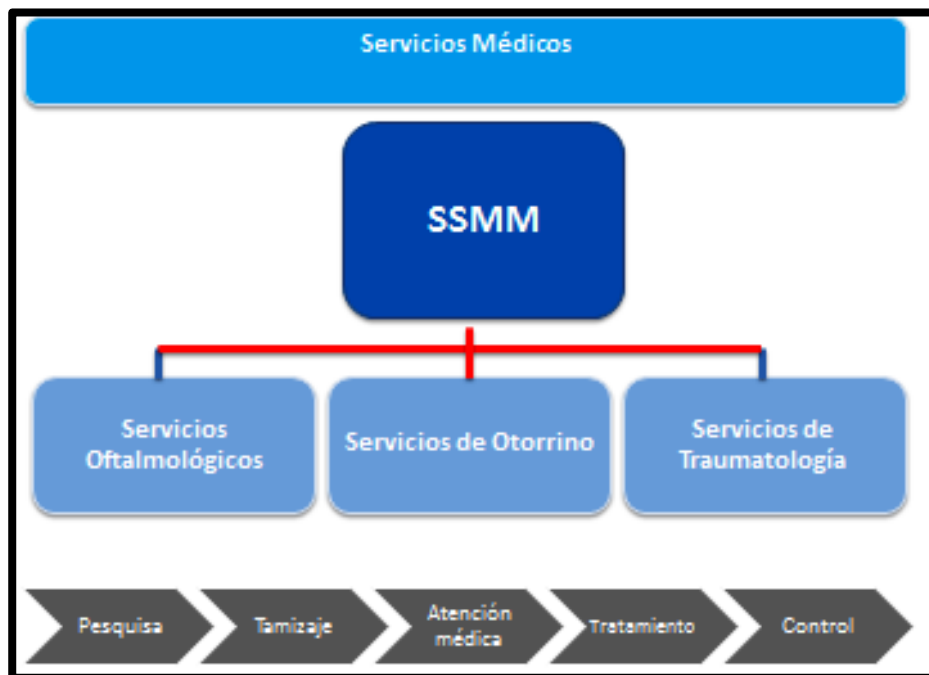 Servicios Médicos
SSMM
Servicios
Oftalmológicos
Servicios de Otorrino
Servicios de
Traumatología
Pesquisa
Tamizaje
Atención
médica
Tratamiento
Control